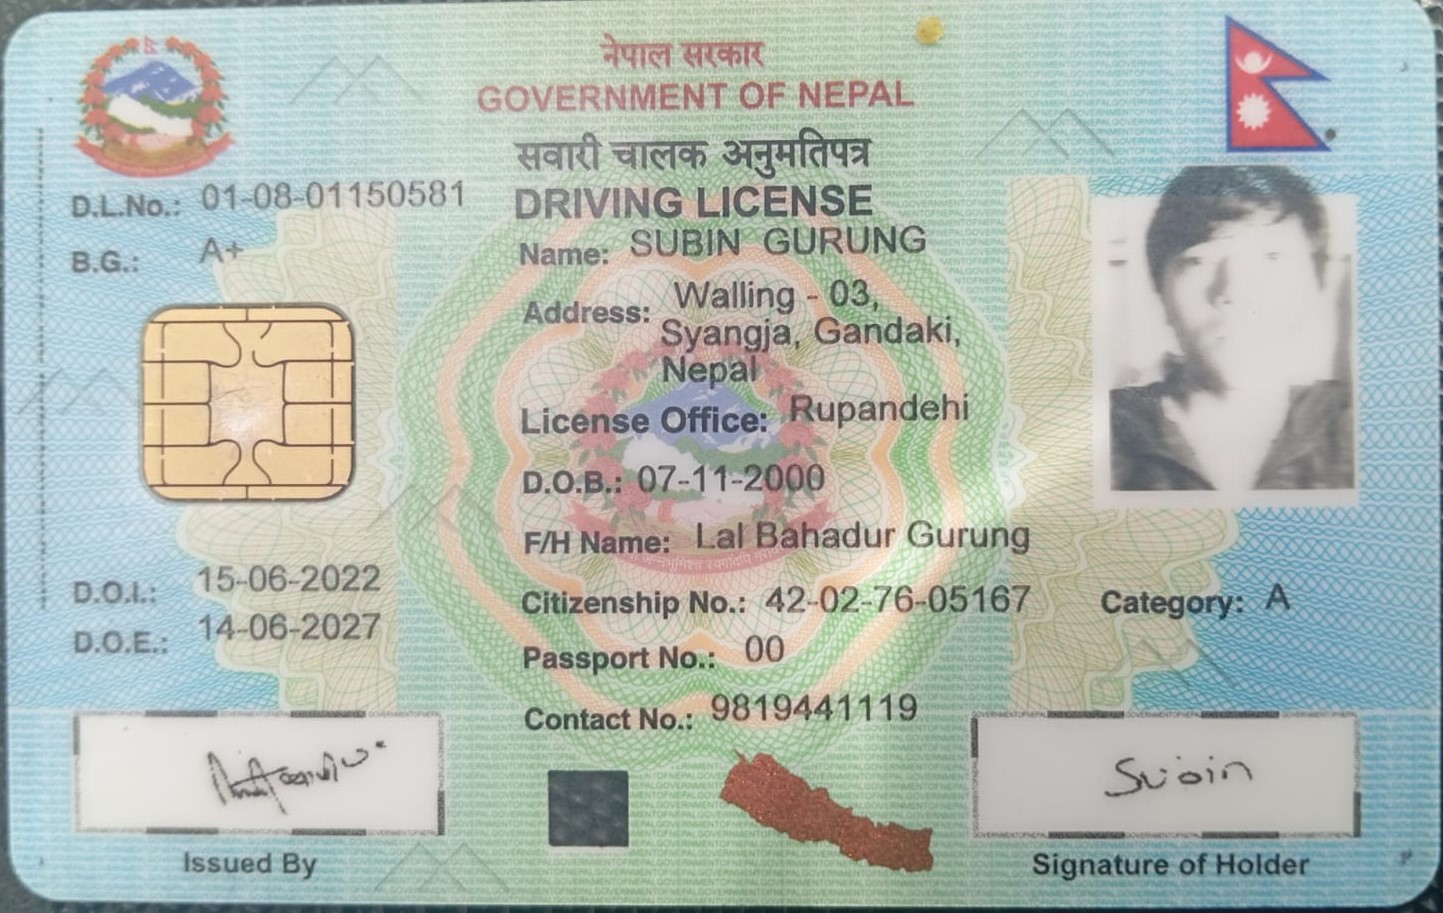 नेपाल सरकार
GOVERNMENT OF NEPAL
सवारी चालक अनुमतिपत्र
DRIVING LICENSE
D.L.No.: 01-08-01150581
B.G.: A+
Name: SUBIN GURUNG
Address: Walling - 03,
Syangja, Gandaki,
Nepal
License Office: Rupandehi
D.O.B.: 07-11-2000
F/H Name: Lal Bahadur Gurung
D.O.I.: 15-06-2022
D.O.E.: 14-06-2027
Citizenship No.: 42-02-76-05167
Category: A
Passport No.: 00
Contact No.: 9819441119
Subin
Issued By
Signature of Holder